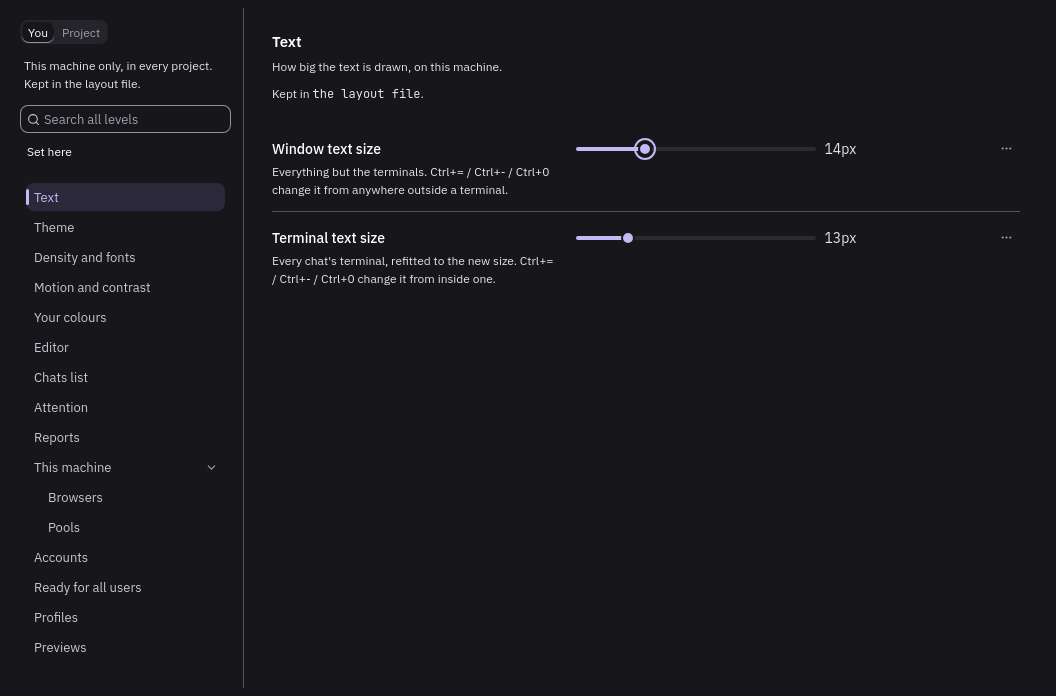 You Project
This machine only, in every project.
Kept in the layout file.
Search all levels
Set here
Text
Theme
Density and fonts
Motion and contrast
Your colours
Editor
Chats list
Attention
Reports
This machine
Browsers
Pools
Accounts
Ready for all users
Profiles
Previews
Text
How big the text is drawn, on this machine.
Kept in the layout file.
Window text size
14px
Everything but the terminals. Ctrl+= / Ctrl+- / Ctrl+0
change it from anywhere outside a terminal.
Terminal text size
13px
Every chat's terminal, refitted to the new size. Ctrl+=
/ Ctrl+- / Ctrl+0 change it from inside one.